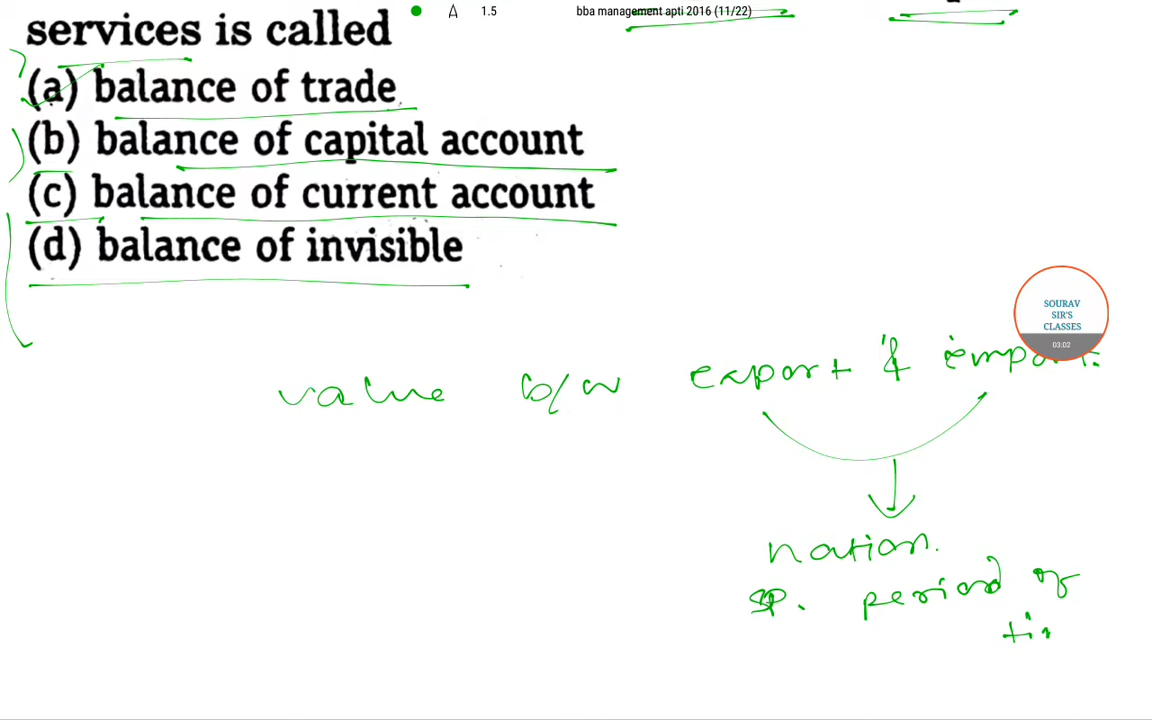 bba management apti 2016 (11/22)
1.5
services is called
(a) balance of trade
(b) balance of capital account
(c) balance of current account
(d) balance of invisible
SOURAV
SIR'S
CLASSES
03:02
value b/w export &
nation.
sp. period of